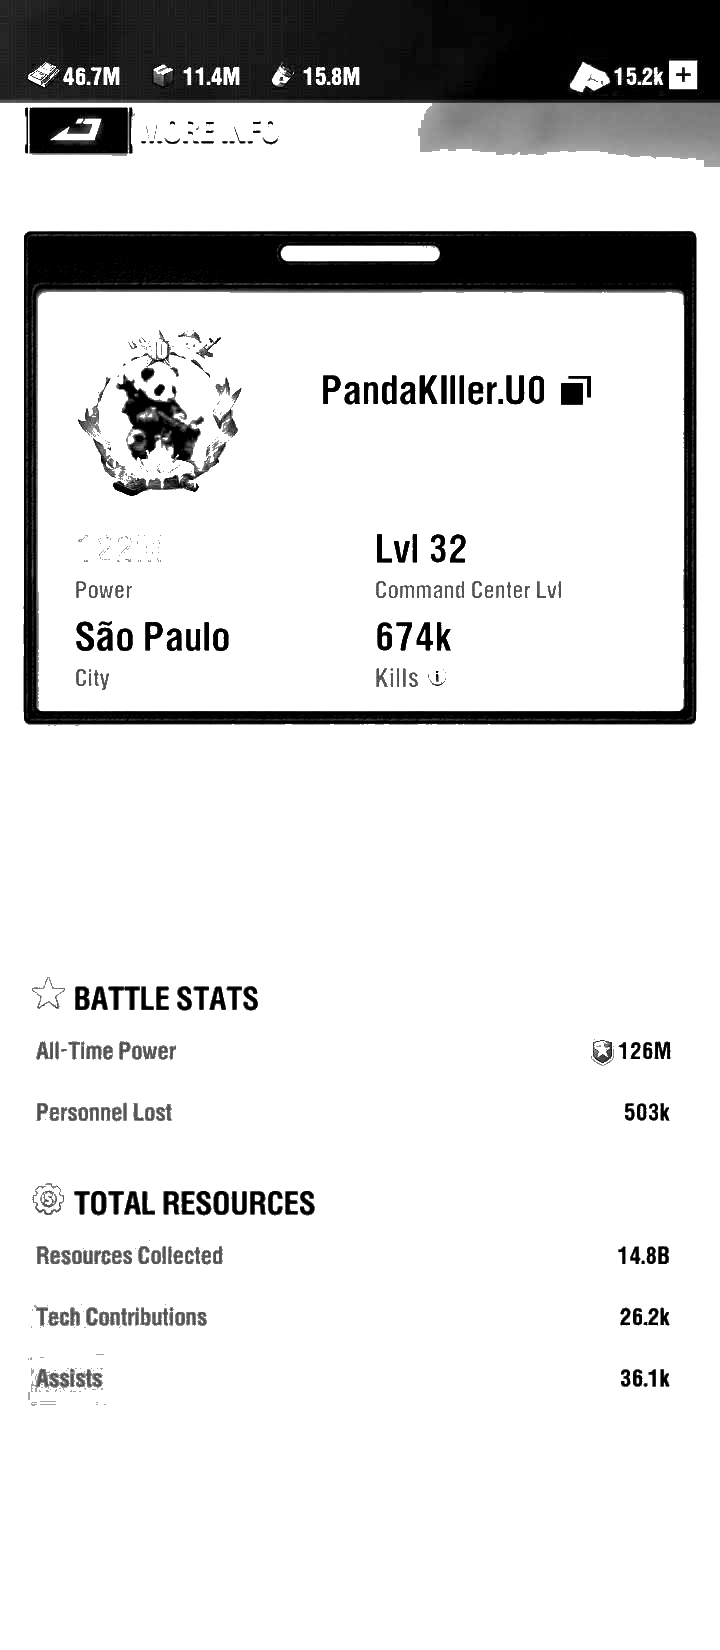 46.7M 11.4M 15.8M 15.2k +
MORE INFO
PandaKIller.U0
122M Lvl 32
Power Command Center Lvl
São Paulo 674k
City Kills
BATTLE STATS
All-Time Power 126M
Personnel Lost 503k
TOTAL RESOURCES
Resources Collected 14.8B
Tech Contributions 26.2k
Assists 36.1k